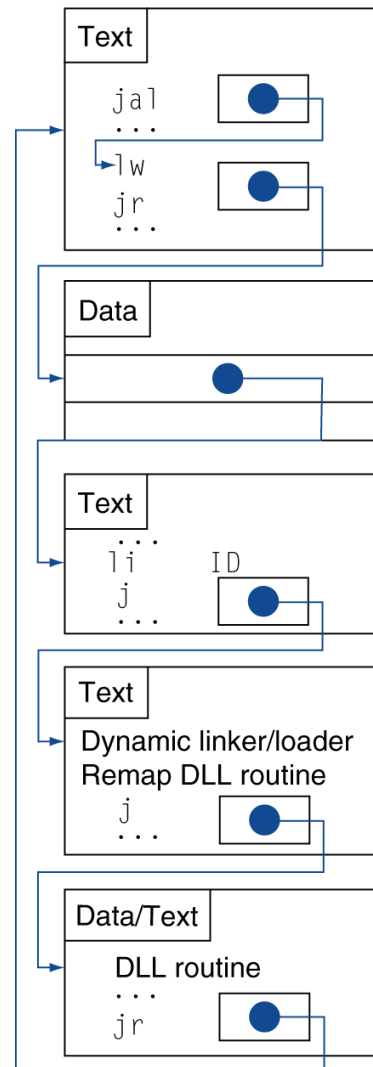 Text
jal
...
lw
jr
...
Data
Text
...
li ID
j
...
Text
Dynamic linker/loader
Remap DLL routine
j
...
Data/Text
DLL routine
...
jr